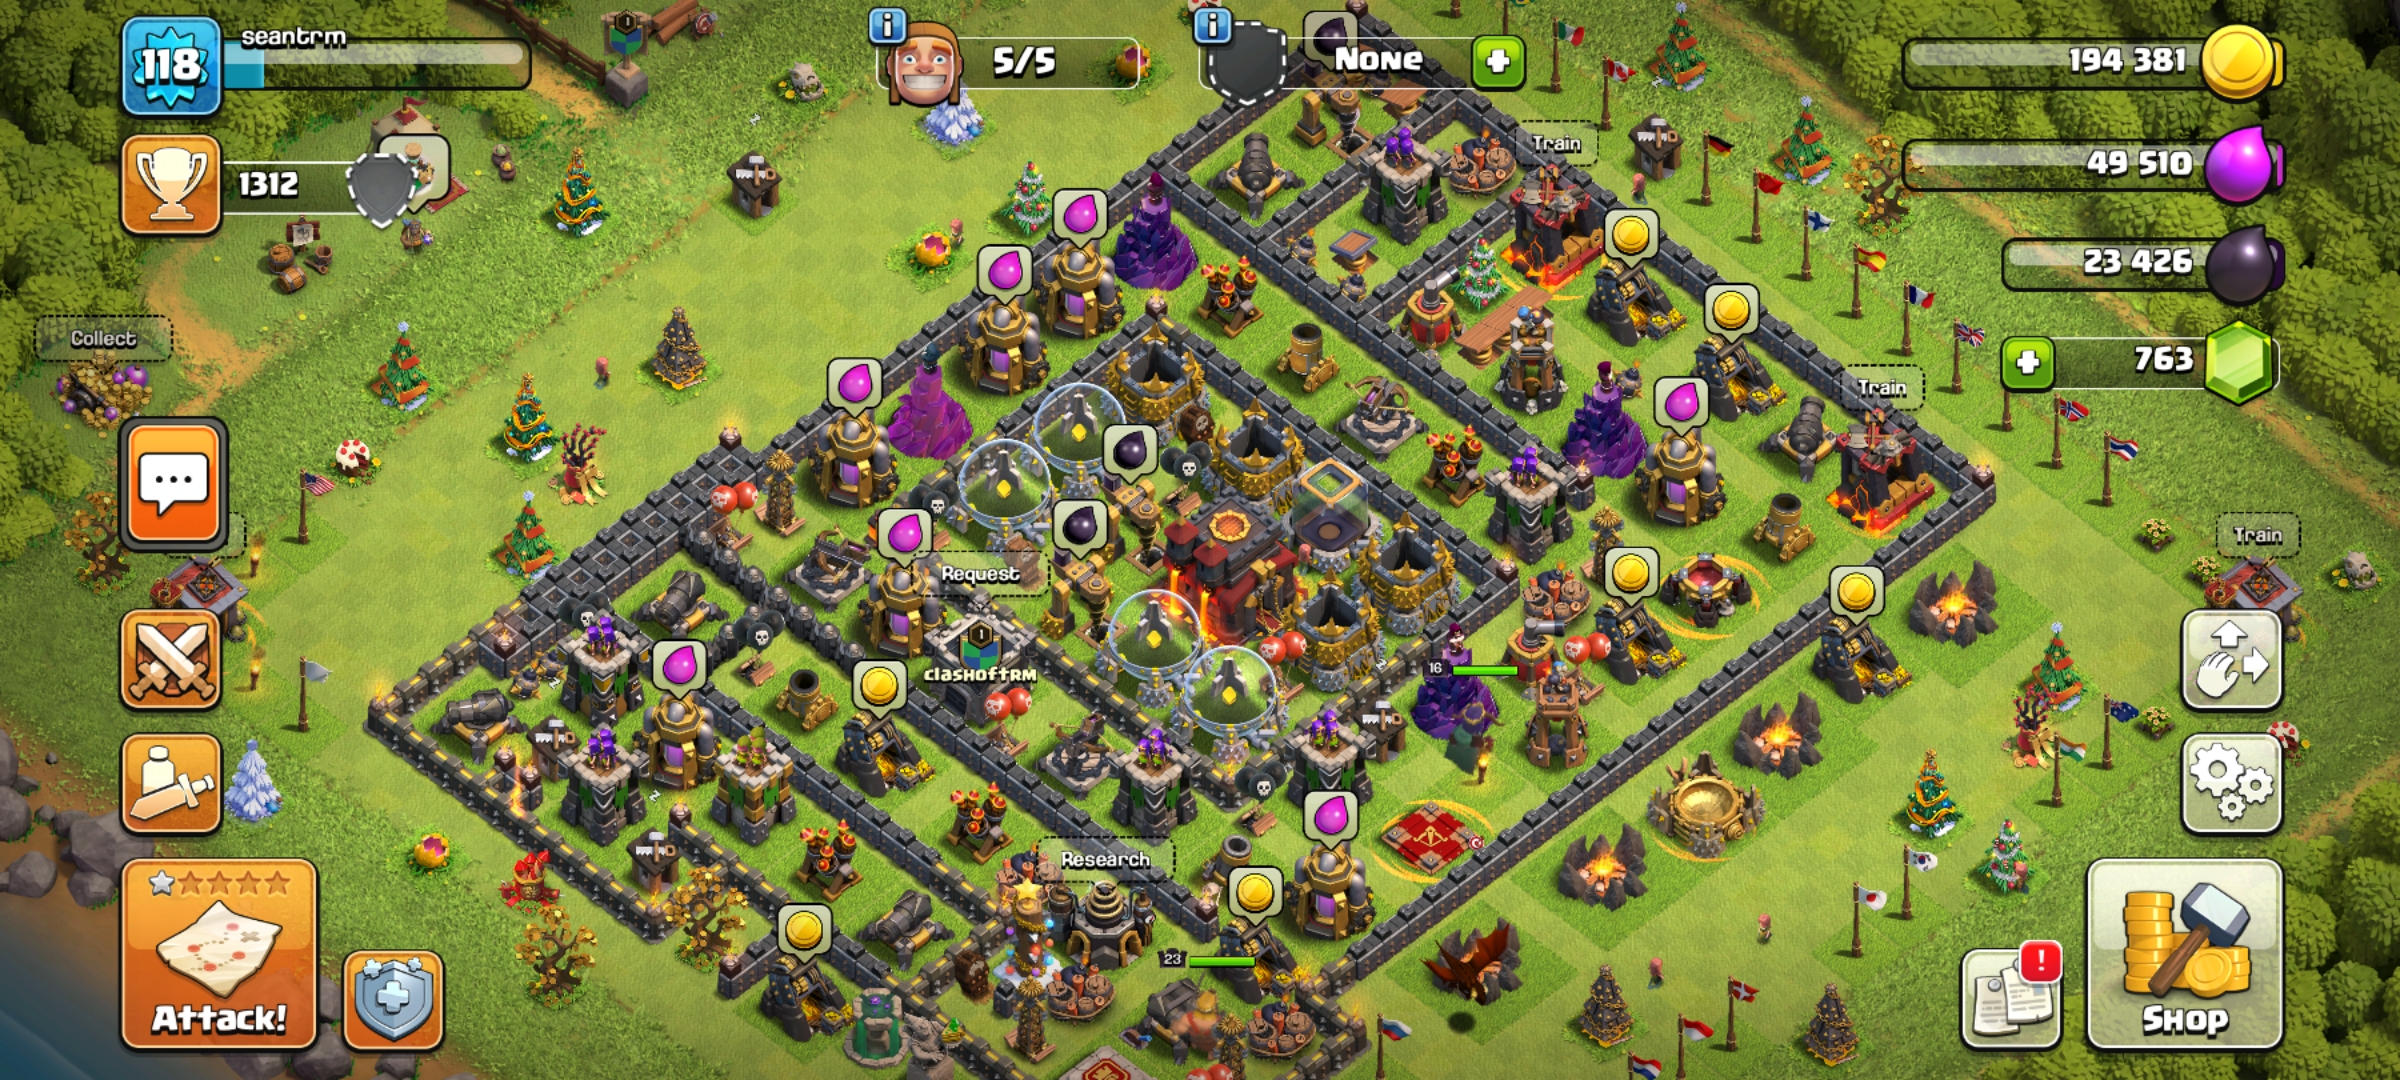 seantrm
118
5/5
None
194 381
1312
Train
49 510
23 426
Collect
763
Train
Train
Request
1
clashoftrm
16
Research
23
Attack!
!
Shop